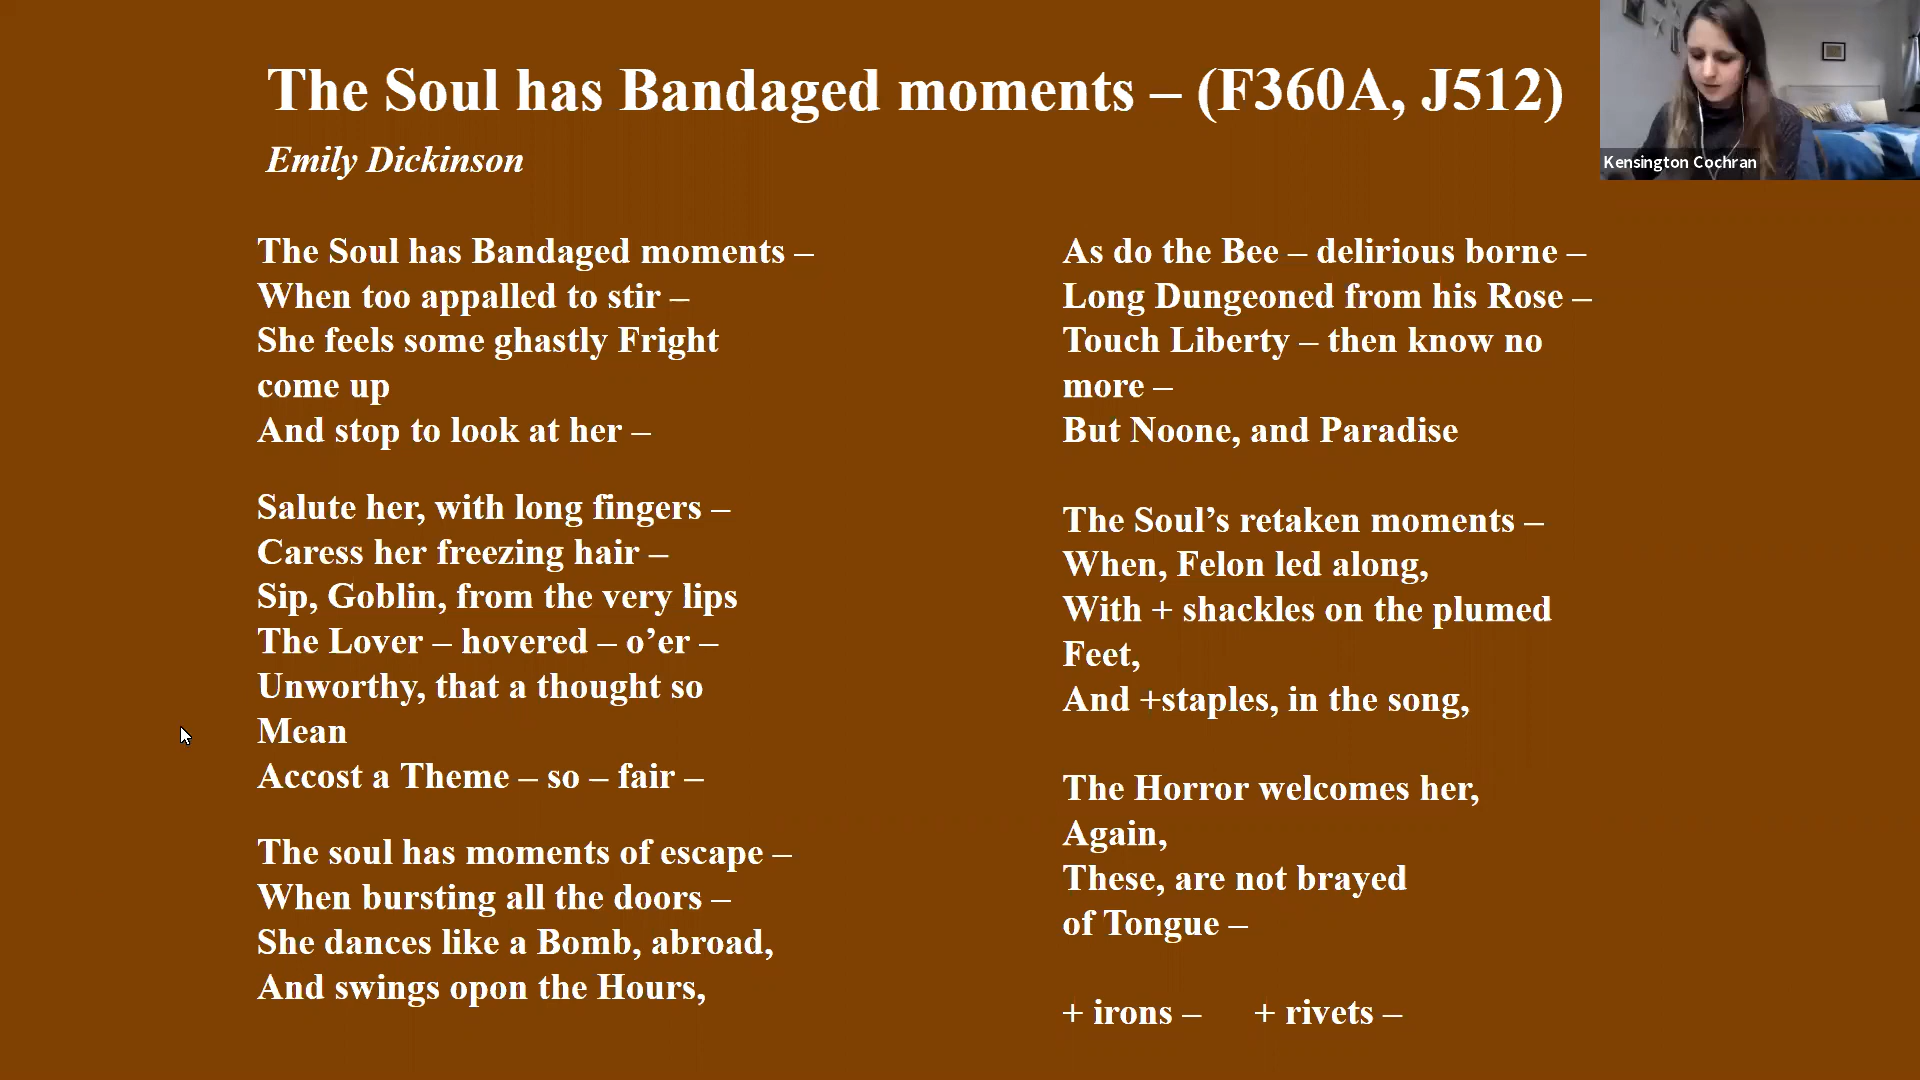 The Soul has Bandaged moments – (F360A, J512)
Emily Dickinson
Kensington Cochran
The Soul has Bandaged moments –
When too appalled to stir –
She feels some ghastly Fright
come up
And stop to look at her –
Salute her, with long fingers –
Caress her freezing hair –
Sip, Goblin, from the very lips
The Lover – hovered – o’er –
Unworthy, that a thought so
Mean
Accost a Theme – so – fair –
The soul has moments of escape –
When bursting all the doors –
She dances like a Bomb, abroad,
And swings opon the Hours,
As do the Bee – delirious borne –
Long Dungeoned from his Rose –
Touch Liberty – then know no
more –
But Noone, and Paradise
The Soul’s retaken moments –
When, Felon led along,
With + shackles on the plumed
Feet,
And +staples, in the song,
The Horror welcomes her,
Again,
These, are not brayed
of Tongue –
+ irons – + rivets –